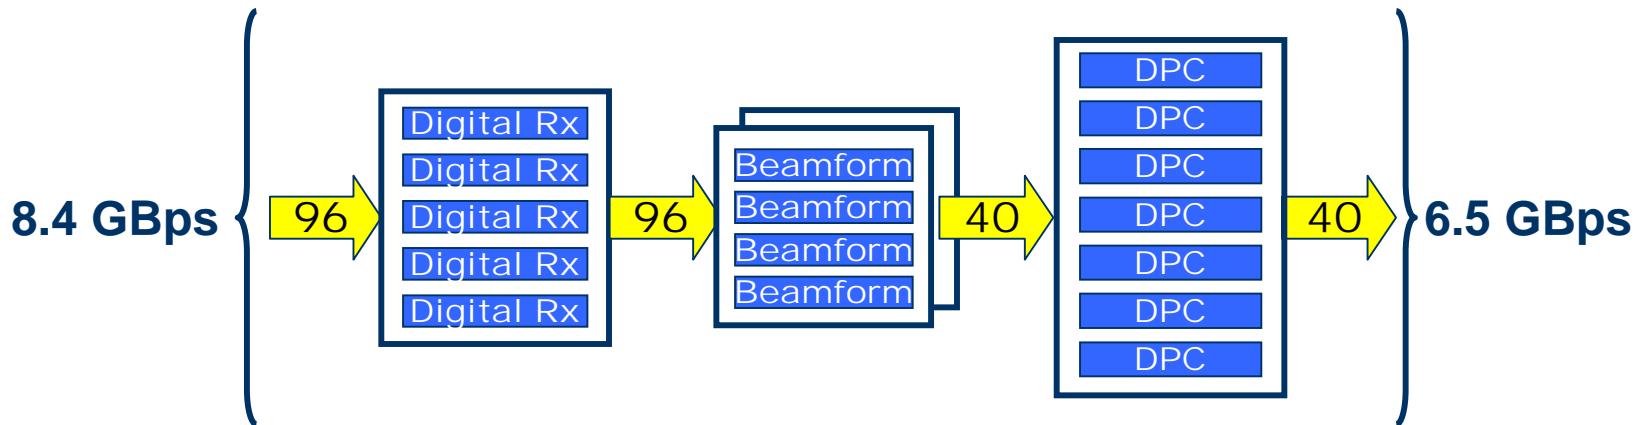 8.4 GBps
96
Digital Rx
Digital Rx
Digital Rx
Digital Rx
Digital Rx
96
Beamform
Beamform
Beamform
Beamform
40
DPC
DPC
DPC
DPC
DPC
DPC
DPC
40
6.5 GBps